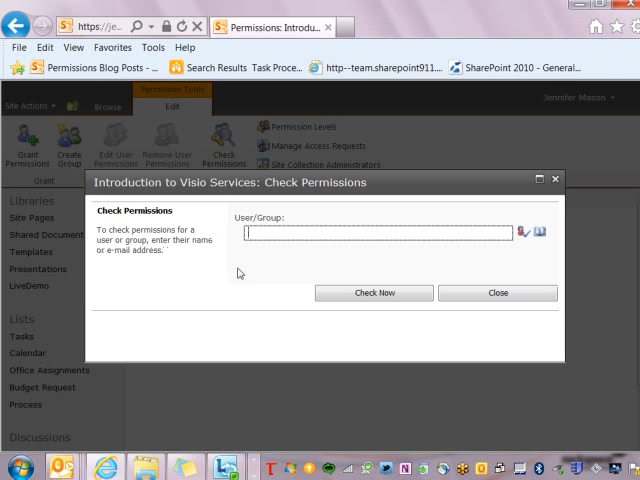 https://je...
Permissions: Introdu...
File Edit View Favorites Tools Help
Permissions Blog Posts - ...
Search Results Task Proce...
http--team.sharepoint911....
SharePoint 2010 - General...
Permission Tools
Jennifer Mason
Site Actions
Browse
Edit
Grant Permissions
Create Group
Edit User Permissions
Remove User Permissions
Check Permissions
Permission Levels
Manage Access Requests
Site Collection Administrators
Grant
Introduction to Visio Services: Check Permissions
Check Permissions
To check permissions for a
user or group, enter their name
or e-mail address.
User/Group:
Check Now
Close
Libraries
Site Pages
Shared Document
Templates
Presentations
LiveDemo
Lists
Tasks
Calendar
Office Assignments
Budget Request
Process
Discussions